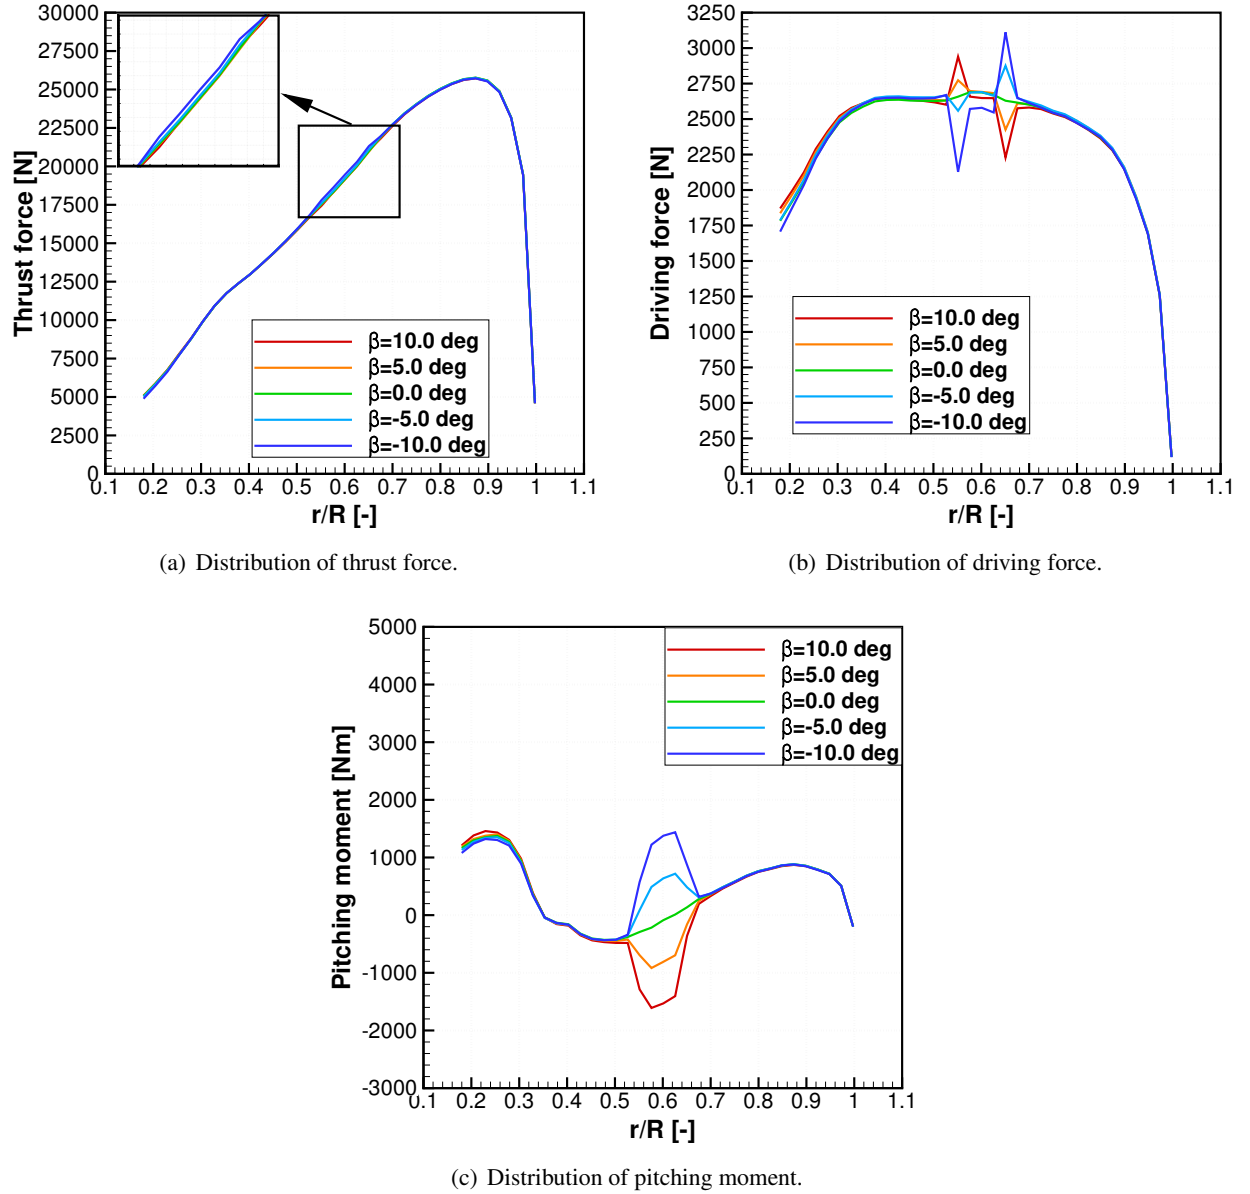 30000
27500
25000
22500
20000
17500
15000
12500
10000
7500
5000
2500
0
Thrust force [N]
β=10.0 deg
β=5.0 deg
β=0.0 deg
β=-5.0 deg
β=-10.0 deg
0.1 0.2 0.3 0.4 0.5 0.6 0.7 0.8 0.9 1 1.1
r/R [-]
(a) Distribution of thrust force.
3250
3000
2750
2500
2250
2000
1750
1500
1250
1000
750
500
250
0
Driving force [N]
β=10.0 deg
β=5.0 deg
β=0.0 deg
β=-5.0 deg
β=-10.0 deg
0.1 0.2 0.3 0.4 0.5 0.6 0.7 0.8 0.9 1 1.1
r/R [-]
(b) Distribution of driving force.
5000
4000
3000
2000
1000
0
-1000
-2000
-3000
Pitching moment [Nm]
β=10.0 deg
β=5.0 deg
β=0.0 deg
β=-5.0 deg
β=-10.0 deg
0.1 0.2 0.3 0.4 0.5 0.6 0.7 0.8 0.9 1 1.1
r/R [-]
(c) Distribution of pitching moment.